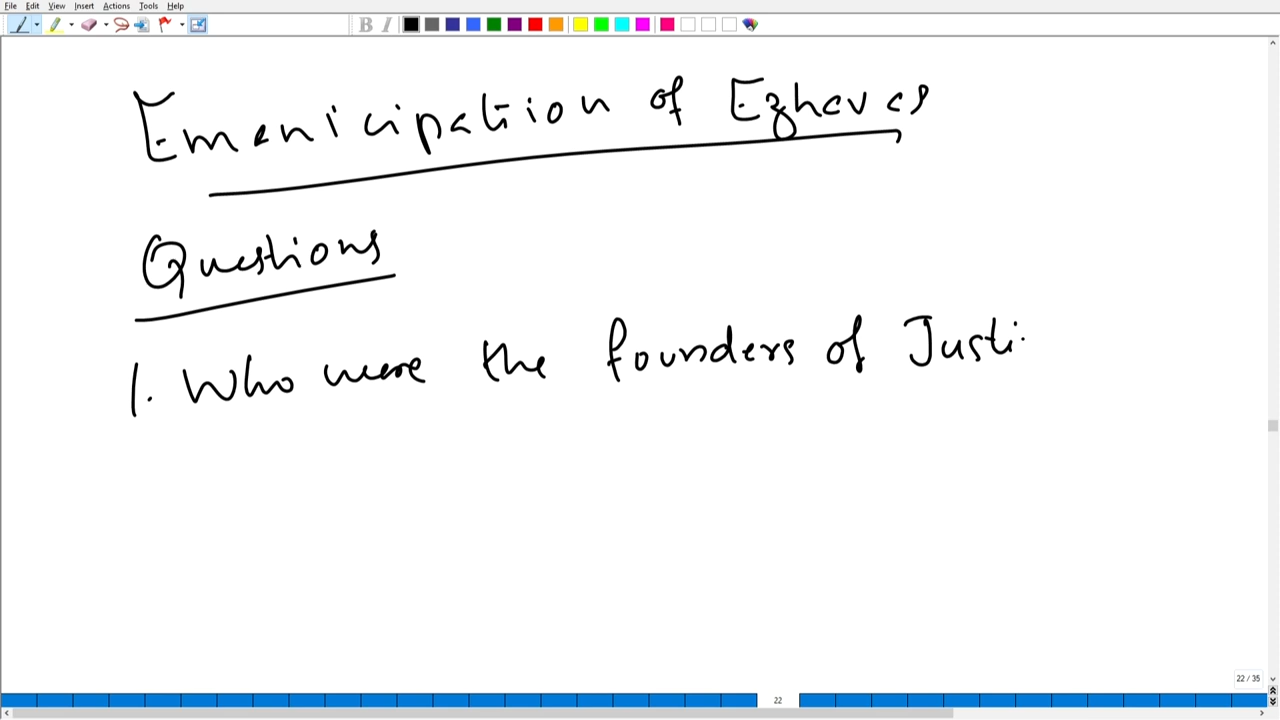 File Edit View Insert Actions Tools Help
B I
Emanicipation of Ezhavas
Questions
1. Who were the founders of Justi
22 / 35
22